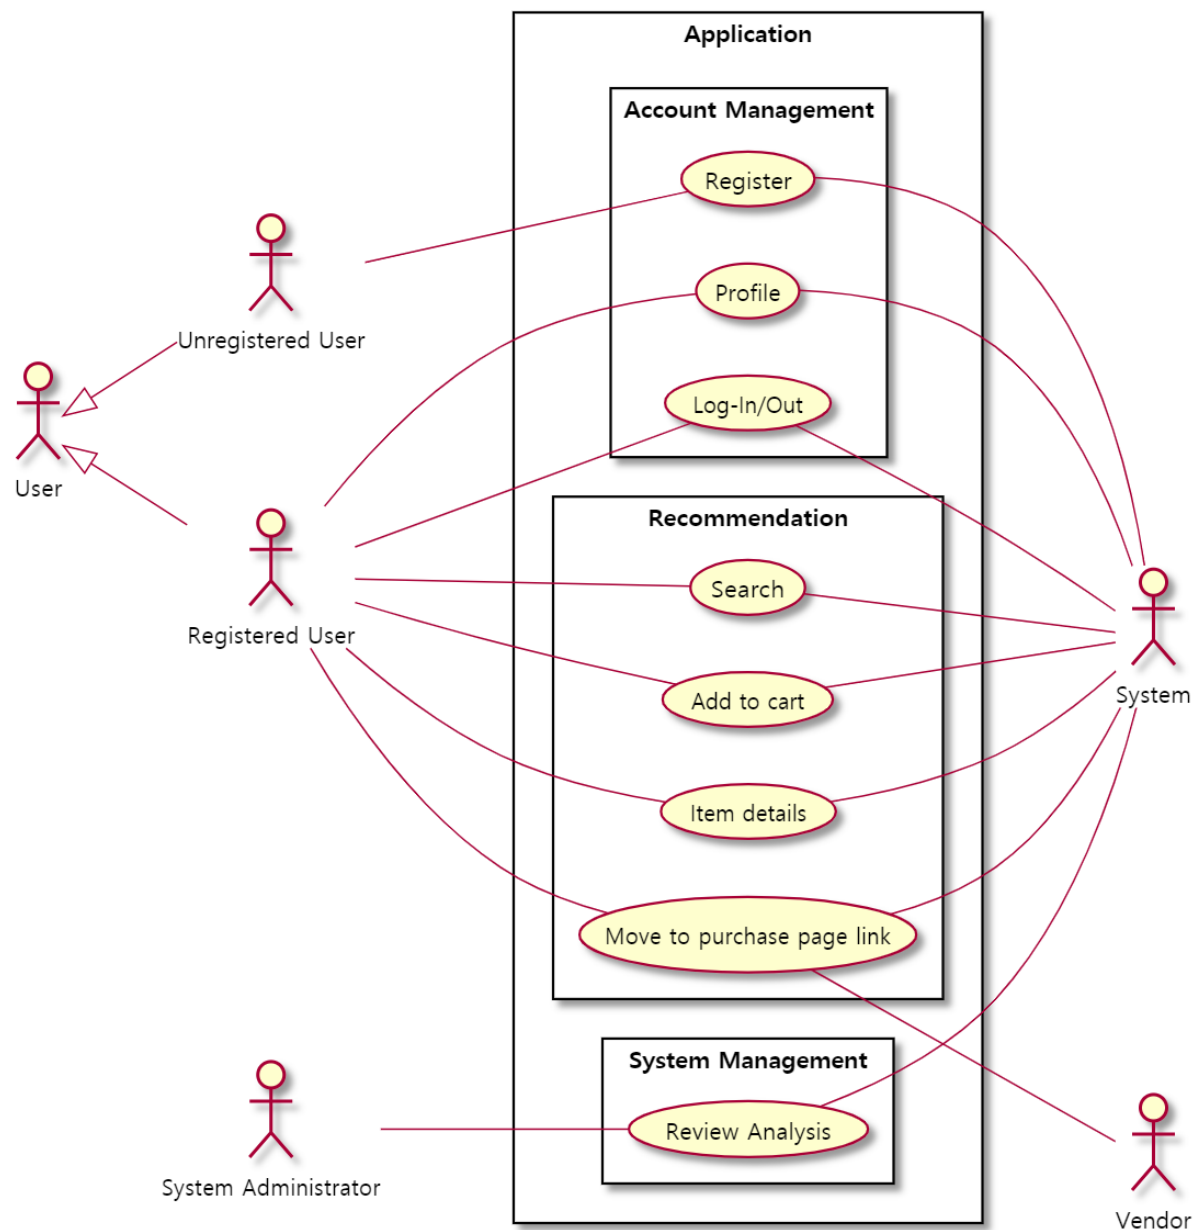 Application
Account Management
Register
Profile
Unregistered User
Log-In/Out
User
Recommendation
Search
Registered User
Add to cart
System
Item details
Move to purchase page link
System Management
Review Analysis
System Administrator
Vendor